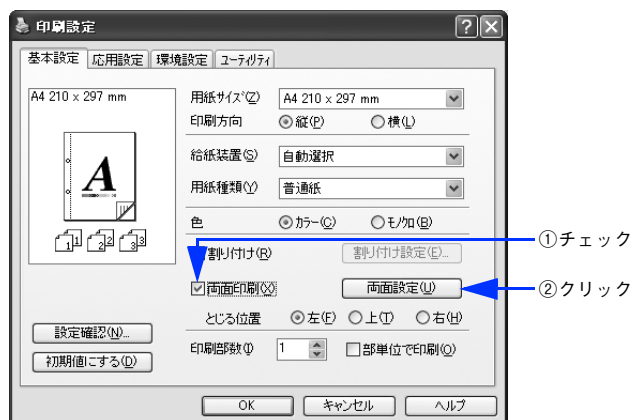 印刷設定
基本設定 応用設定 環境設定 ユーティリティ
A4 210 x 297 mm
用紙サイズ(Z) A4 210 x 297 mm
印刷方向 縦(P) 横(L)
給紙装置(S) 自動選択
用紙種類(Y) 普通紙
A
色 カラー(C) モノクロ(B)
1 1 2 2 3 3
割り付け(R) 割り付け設定(E)...
①チェック
両面印刷(X) 両面設定(U)
②クリック
とじる位置 左(F) 上(T) 右(H)
設定確認(N)...
印刷部数(I) 1 部単位で印刷(O)
初期値にする(D)
OK キャンセル ヘルプ